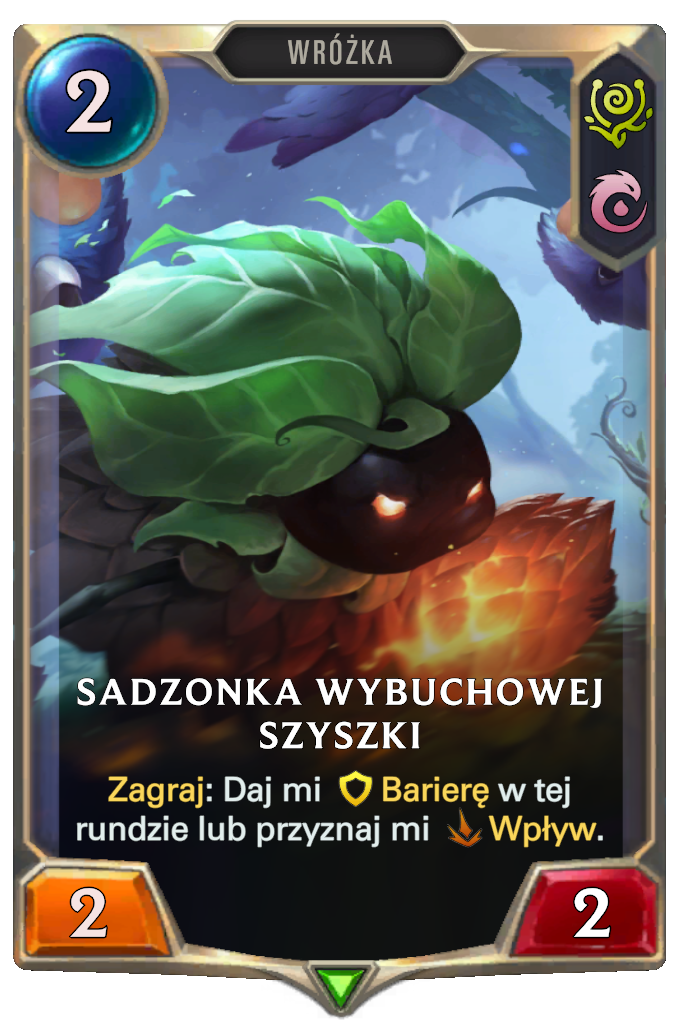 WRÓŻKA
2
SADZONKA WYBUCHOWEJ
SZYSZKI
Zagraj: Daj mi Barierę w tej
rundzie lub przyznaj mi Wpływ.
2 2